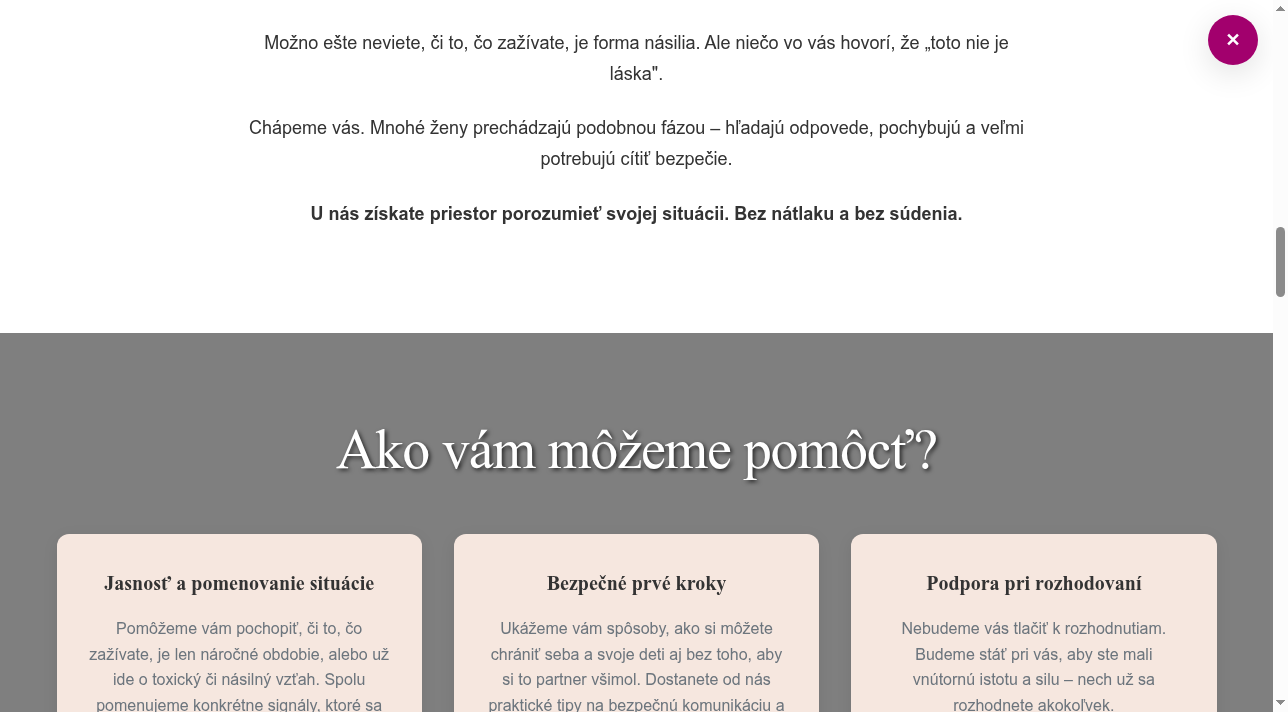 Možno ešte neviete, či to, čo zažívate, je forma násilia. Ale niečo vo vás hovorí, že „toto nie je
láska".
Chápeme vás. Mnohé ženy prechádzajú podobnou fázou – hľadajú odpovede, pochybujú a veľmi
potrebujú cítiť bezpečie.
U nás získate priestor porozumieť svojej situácii. Bez nátlaku a bez súdenia.
Ako vám môžeme pomôcť?
Jasnosť a pomenovanie situácie
Pomôžeme vám pochopiť, či to, čo
zažívate, je len náročné obdobie, alebo už
ide o toxický či násilný vzťah. Spolu
pomenujeme konkrétne signály, ktoré sa
Bezpečné prvé kroky
Ukážeme vám spôsoby, ako si môžete
chrániť seba a svoje deti aj bez toho, aby
si to partner všimol. Dostanete od nás
praktické tipy na bezpečnú komunikáciu a
Podpora pri rozhodovaní
Nebudeme vás tlačiť k rozhodnutiam.
Budeme stáť pri vás, aby ste mali
vnútornú istotu a silu – nech už sa
rozhodnete akokoľvek.